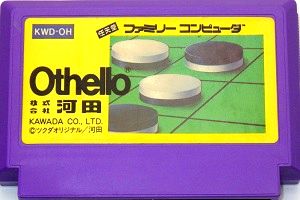 KWD-OH
任天堂 ファミリーコンピュータ
Othello®
株式会社 河田
KAWADA CO., LTD.
©ツクダオリジナル/河田